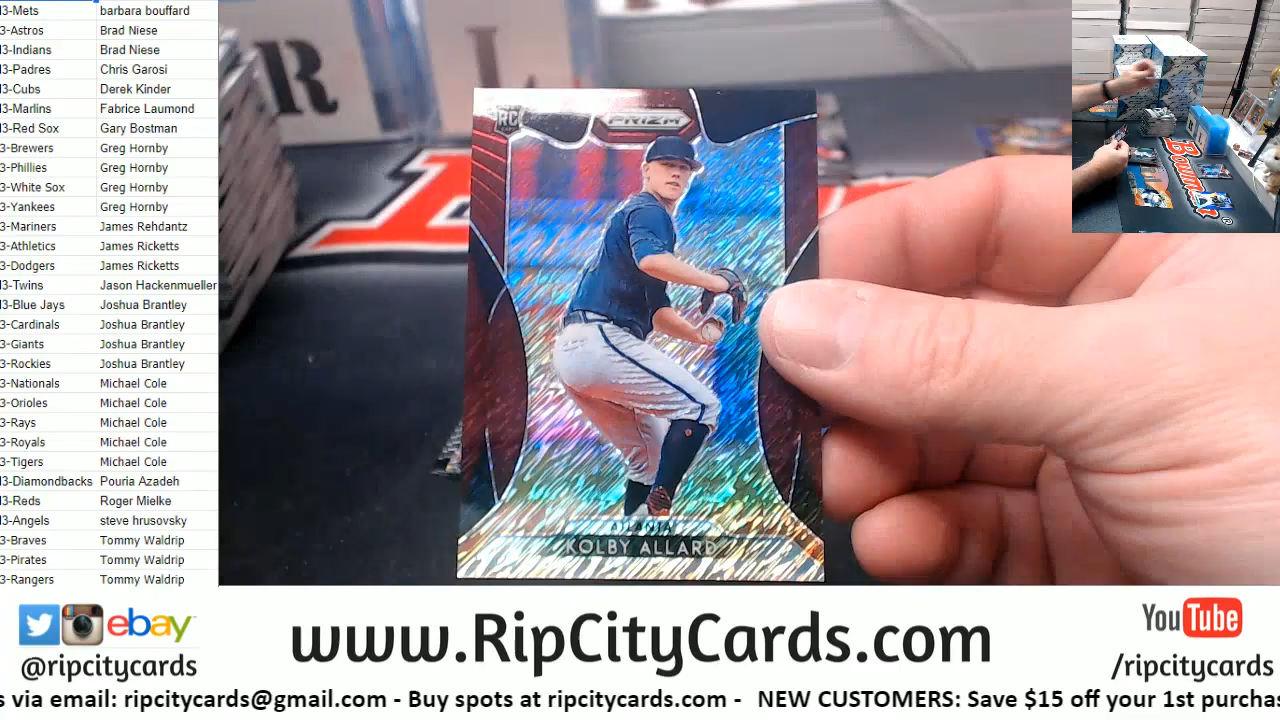 3-Mets barbara bouffard
3-Astros Brad Niese
3-Indians Brad Niese
3-Padres Chris Garosi
3-Cubs Derek Kinder
3-Marlins Fabrice Laumond
3-Red Sox Gary Bostman
3-Brewers Greg Hornby
3-Phillies Greg Hornby
3-White Sox Greg Hornby
3-Yankees Greg Hornby
3-Mariners James Rehdantz
3-Athletics James Ricketts
3-Dodgers James Ricketts
3-Twins Jason Hackenmueller
3-Blue Jays Joshua Brantley
3-Cardinals Joshua Brantley
3-Giants Joshua Brantley
3-Rockies Joshua Brantley
3-Nationals Michael Cole
3-Orioles Michael Cole
3-Rays Michael Cole
3-Royals Michael Cole
3-Tigers Michael Cole
3-Diamondbacks Pouria Azadeh
3-Reds Roger Mielke
3-Angels steve hrusovsky
3-Braves Tommy Waldrip
3-Pirates Tommy Waldrip
3-Rangers Tommy Waldrip
RC PRIZM
ATLANTA
KOLBY ALLARD
ebay
@ripcitycards
www.RipCityCards.com
YouTube
/ripcitycards
s via email: ripcitycards@gmail.com - Buy spots at ripcitycards.com - NEW CUSTOMERS: Save $15 off your 1st purcha